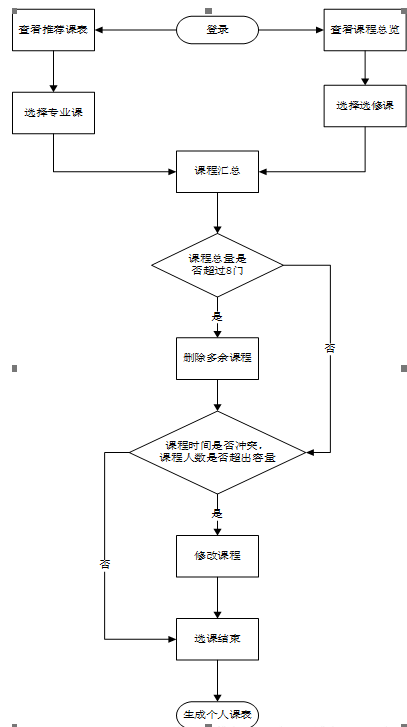 登录
查看推荐课表
查看课程总览
选择专业课
选择选修课
课程汇总
课程总量是
否超过8门
是
否
删除多余课程
课程时间是否冲突，
课程人数是否超出容量
是
否
修改课程
选课结束
生成个人课表